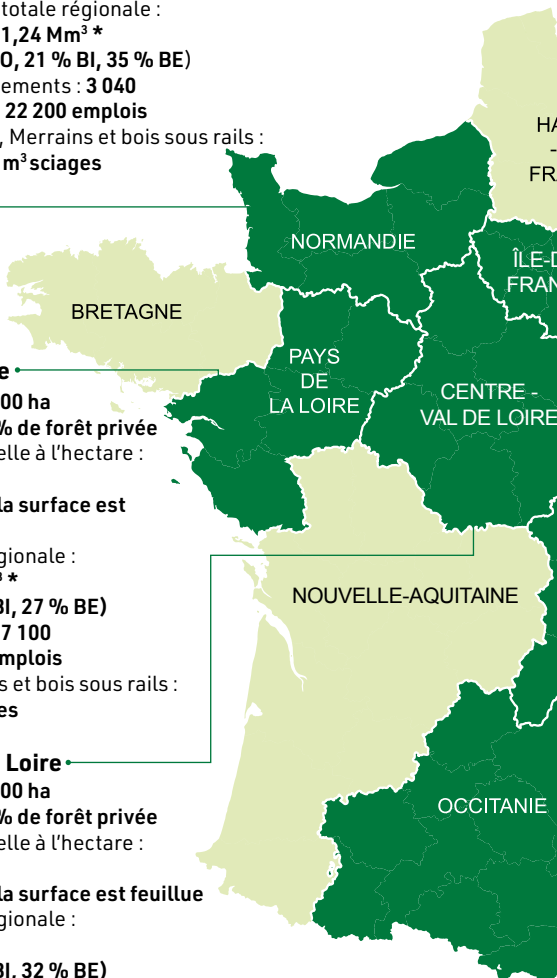 totale régionale :
1,24 Mm³ *
O, 21 % BI, 35 % BE)
ements : 3 040
22 200 emplois
, Merrains et bois sous rails :
m³ sciages
HA
-
FRA
NORMANDIE
ÎLE-D
FRAN
BRETAGNE
PAYS
DE
LA LOIRE
CENTRE -
VAL DE LOIRE
e
00 ha
% de forêt privée
elle à l'hectare :
la surface est
gionale :
³ *
BI, 27 % BE)
7 100
mplois
s et bois sous rails :
es
NOUVELLE-AQUITAINE
Loire
00 ha
% de forêt privée
elle à l'hectare :
la surface est feuillue
gionale :
BI, 32 % BE)
OCCITANIE